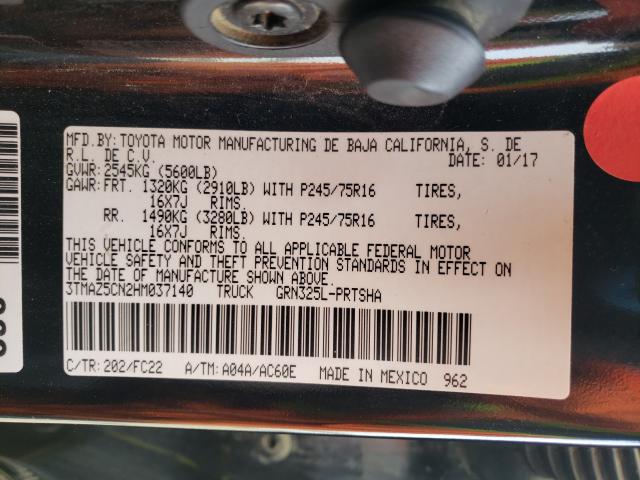 MFD.BY:TOYOTA MOTOR MANUFACTURING DE BAJA CALIFORNIA, S. DE
R.L. DE C.V. DATE: 01/17
GVWR:2545KG (5600LB)
GAWR:FRT. 1320KG (2910LB) WITH P245/75R16 TIRES,
16X7J RIMS.
RR. 1490KG (3280LB) WITH P245/75R16 TIRES,
16X7J RIMS.
THIS VEHICLE CONFORMS TO ALL APPLICABLE FEDERAL MOTOR
VEHICLE SAFETY AND THEFT PREVENTION STANDARDS IN EFFECT ON
THE DATE OF MANUFACTURE SHOWN ABOVE.
3TMAZ5CN2HM037140 TRUCK GRN325L-PRTSHA
C/TR:202/FC22 A/TM:A04A/AC60E MADE IN MEXICO 962